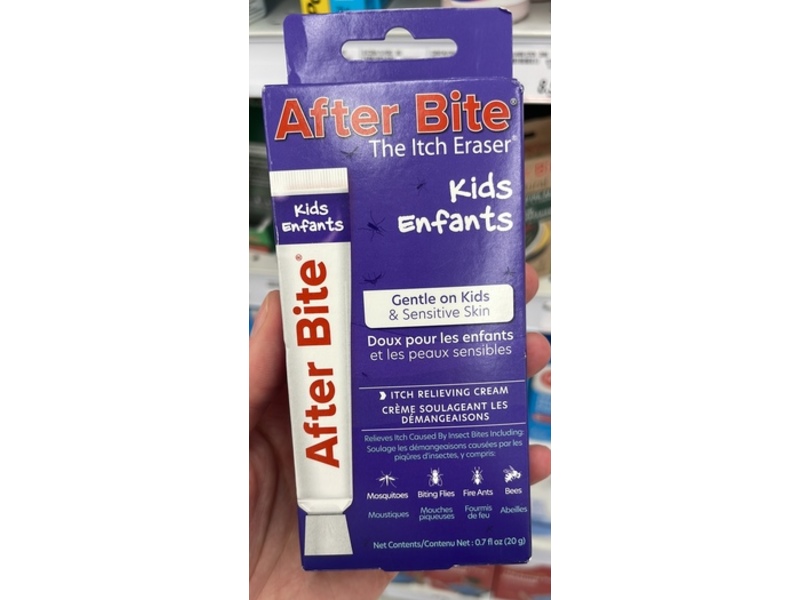 After Bite®
The Itch Eraser®
Kids
Enfants
Kids
Enfants
After Bite®
Gentle on Kids
& Sensitive Skin
Doux pour les enfants
et les peaux sensibles
ITCH RELIEVING CREAM
CRÈME SOULAGEANT LES
DÉMANGEAISONS
Relieves Itch Caused By Insect Bites Including:
Soulage les démangeaisons causées par les
piqûres d'insectes, y compris:
Mosquitoes Biting Flies Fire Ants Bees
Moustiques Mouches piqueuses Fourmis de feu Abeilles
Net Contents/Contenu Net : 0.7 fl oz (20 g)